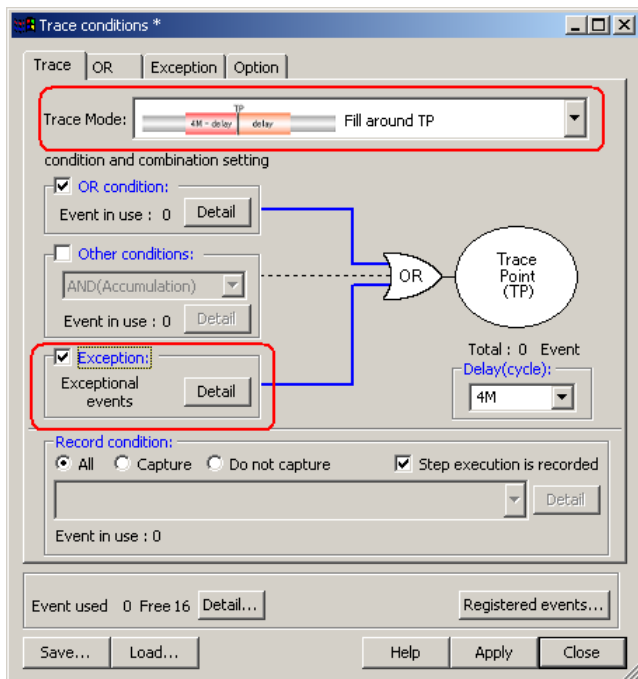 Trace conditions *
Trace OR Exception Option
Trace Mode: TP 4M - delay delay Fill around TP
condition and combination setting
OR condition:
Event in use : 0 Detail
Other conditions:
AND(Accumulation)
Event in use : 0 Detail
Exception:
Exceptional events Detail
OR
Trace
Point
(TP)
Total : 0 Event
Delay(cycle):
4M
Record condition:
All Capture Do not capture Step execution is recorded
Detail
Event in use : 0
Event used 0 Free 16 Detail... Registered events...
Save... Load... Help Apply Close